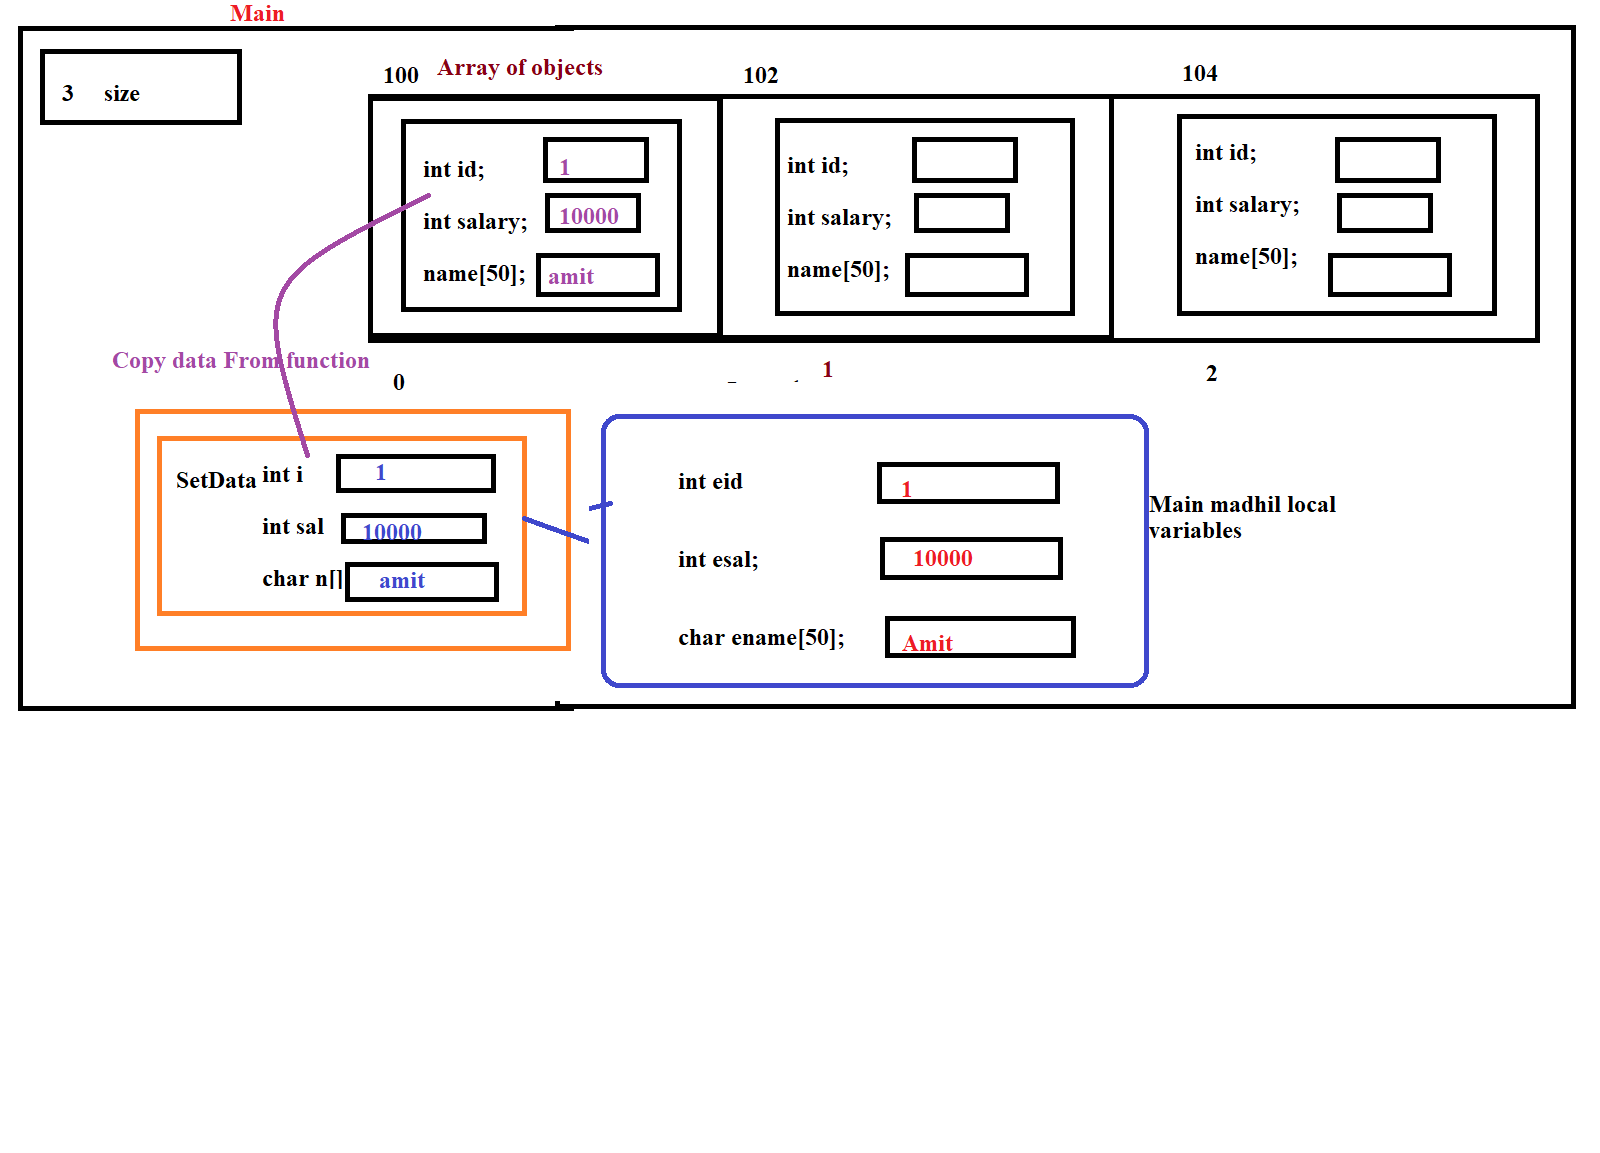 Main
3 size
100 Array of objects
102
104
int id; 1
int salary; 10000
name[50]; amit
int id;
int salary;
name[50];
int id;
int salary;
name[50];
Copy data From function
0
1
2
SetData int i 1
int sal 10000
char n[] amit
int eid 1
int esal; 10000
char ename[50]; Amit
Main madhil local
variables